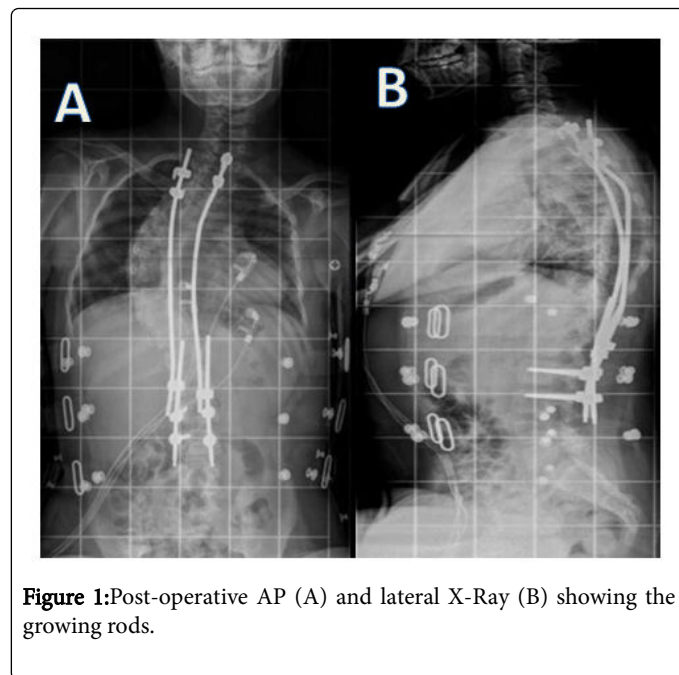 A
B
Figure 1:Post-operative AP (A) and lateral X-Ray (B) showing the
growing rods.